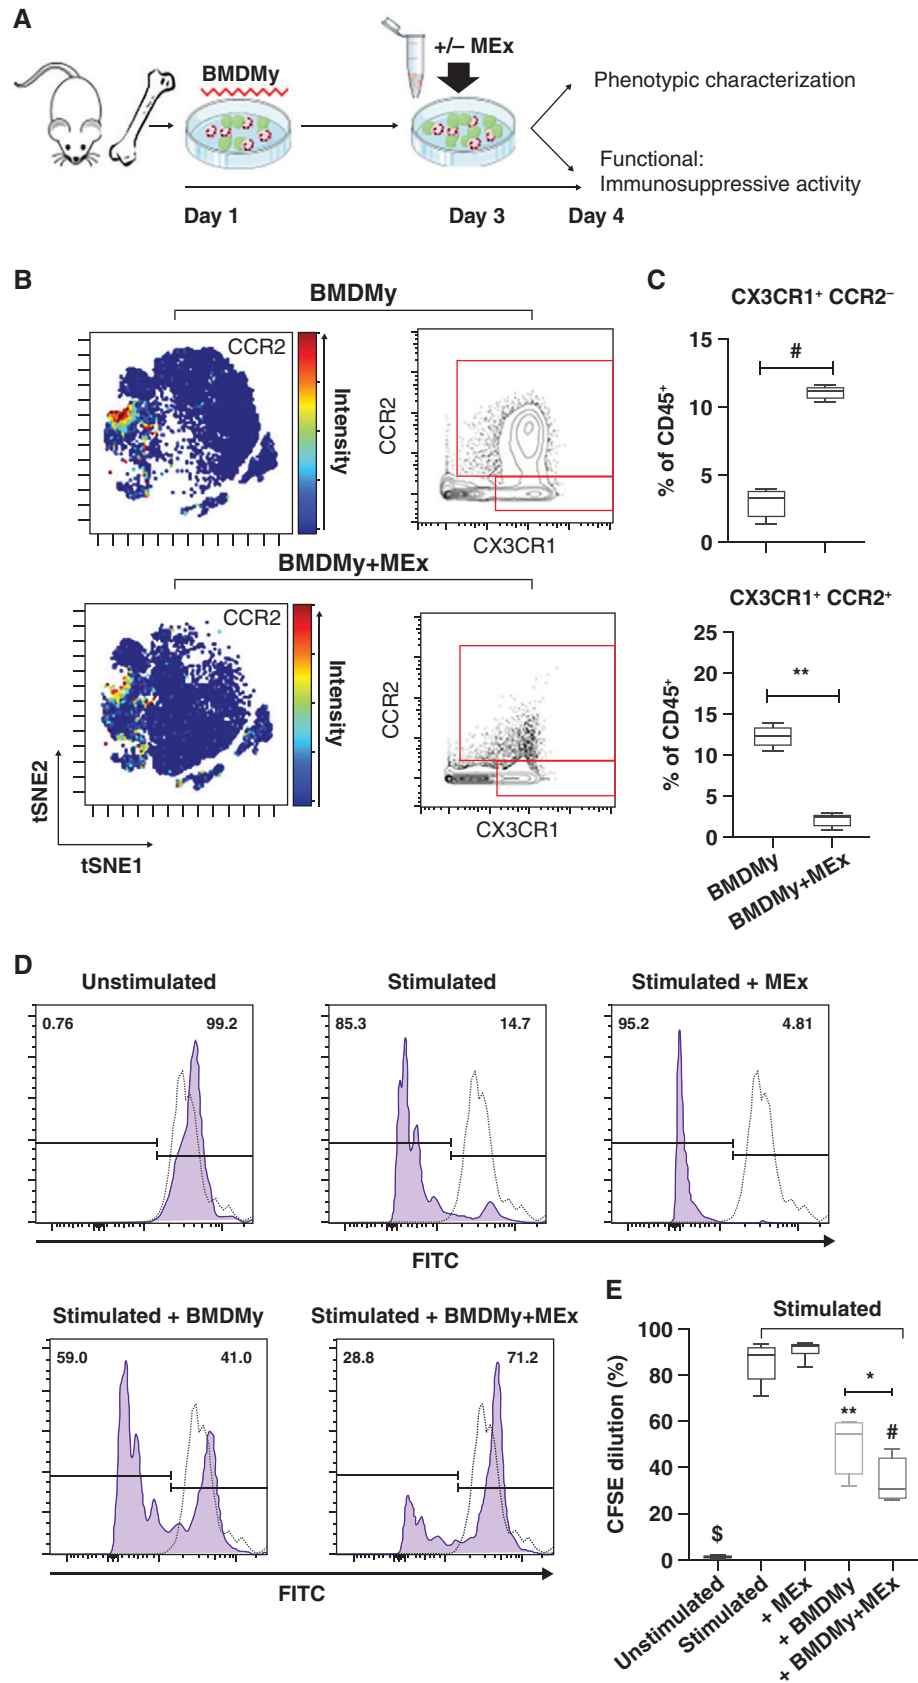 A
BMDMy
+/– MEx
Phenotypic characterization
Functional:
Immunosuppressive activity
Day 1
Day 3
Day 4
B
BMDMy
CCR2
Intensity
CCR2
CX3CR1
BMDMy+MEx
CCR2
Intensity
CCR2
CX3CR1
tSNE2
tSNE1
C
CX3CR1⁺ CCR2⁻
% of CD45⁺
15
10
5
0
#
CX3CR1⁺ CCR2⁺
% of CD45⁺
25
20
15
10
5
0
**
BMDMy
BMDMy+MEx
D
Unstimulated
0.76 99.2
Stimulated
85.3 14.7
Stimulated + MEx
95.2 4.81
FITC
Stimulated + BMDMy
59.0 41.0
Stimulated + BMDMy+MEx
28.8 71.2
FITC
E
Stimulated
CFSE dilution (%)
100
80
60
40
20
0
$
**
*
#
Unstimulated
Stimulated
+ MEx
+ BMDMy
+ BMDMy+MEx